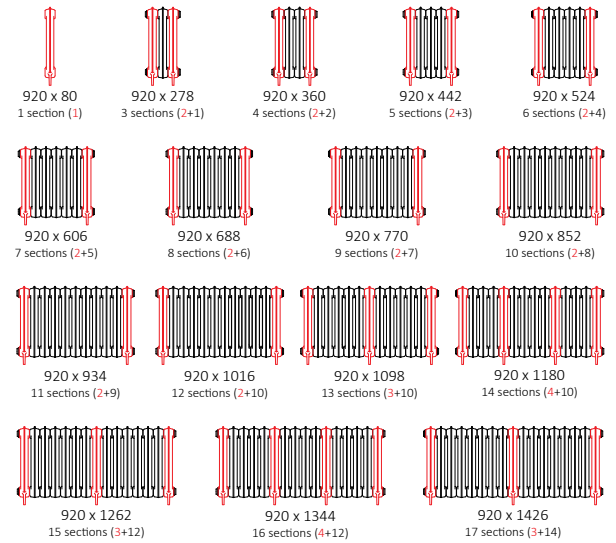 920 x 80
1 section (1)
920 x 278
3 sections (2+1)
920 x 360
4 sections (2+2)
920 x 442
5 sections (2+3)
920 x 524
6 sections (2+4)
920 x 606
7 sections (2+5)
920 x 688
8 sections (2+6)
920 x 770
9 sections (2+7)
920 x 852
10 sections (2+8)
920 x 934
11 sections (2+9)
920 x 1016
12 sections (2+10)
920 x 1098
13 sections (3+10)
920 x 1180
14 sections (4+10)
920 x 1262
15 sections (3+12)
920 x 1344
16 sections (4+12)
920 x 1426
17 sections (3+14)